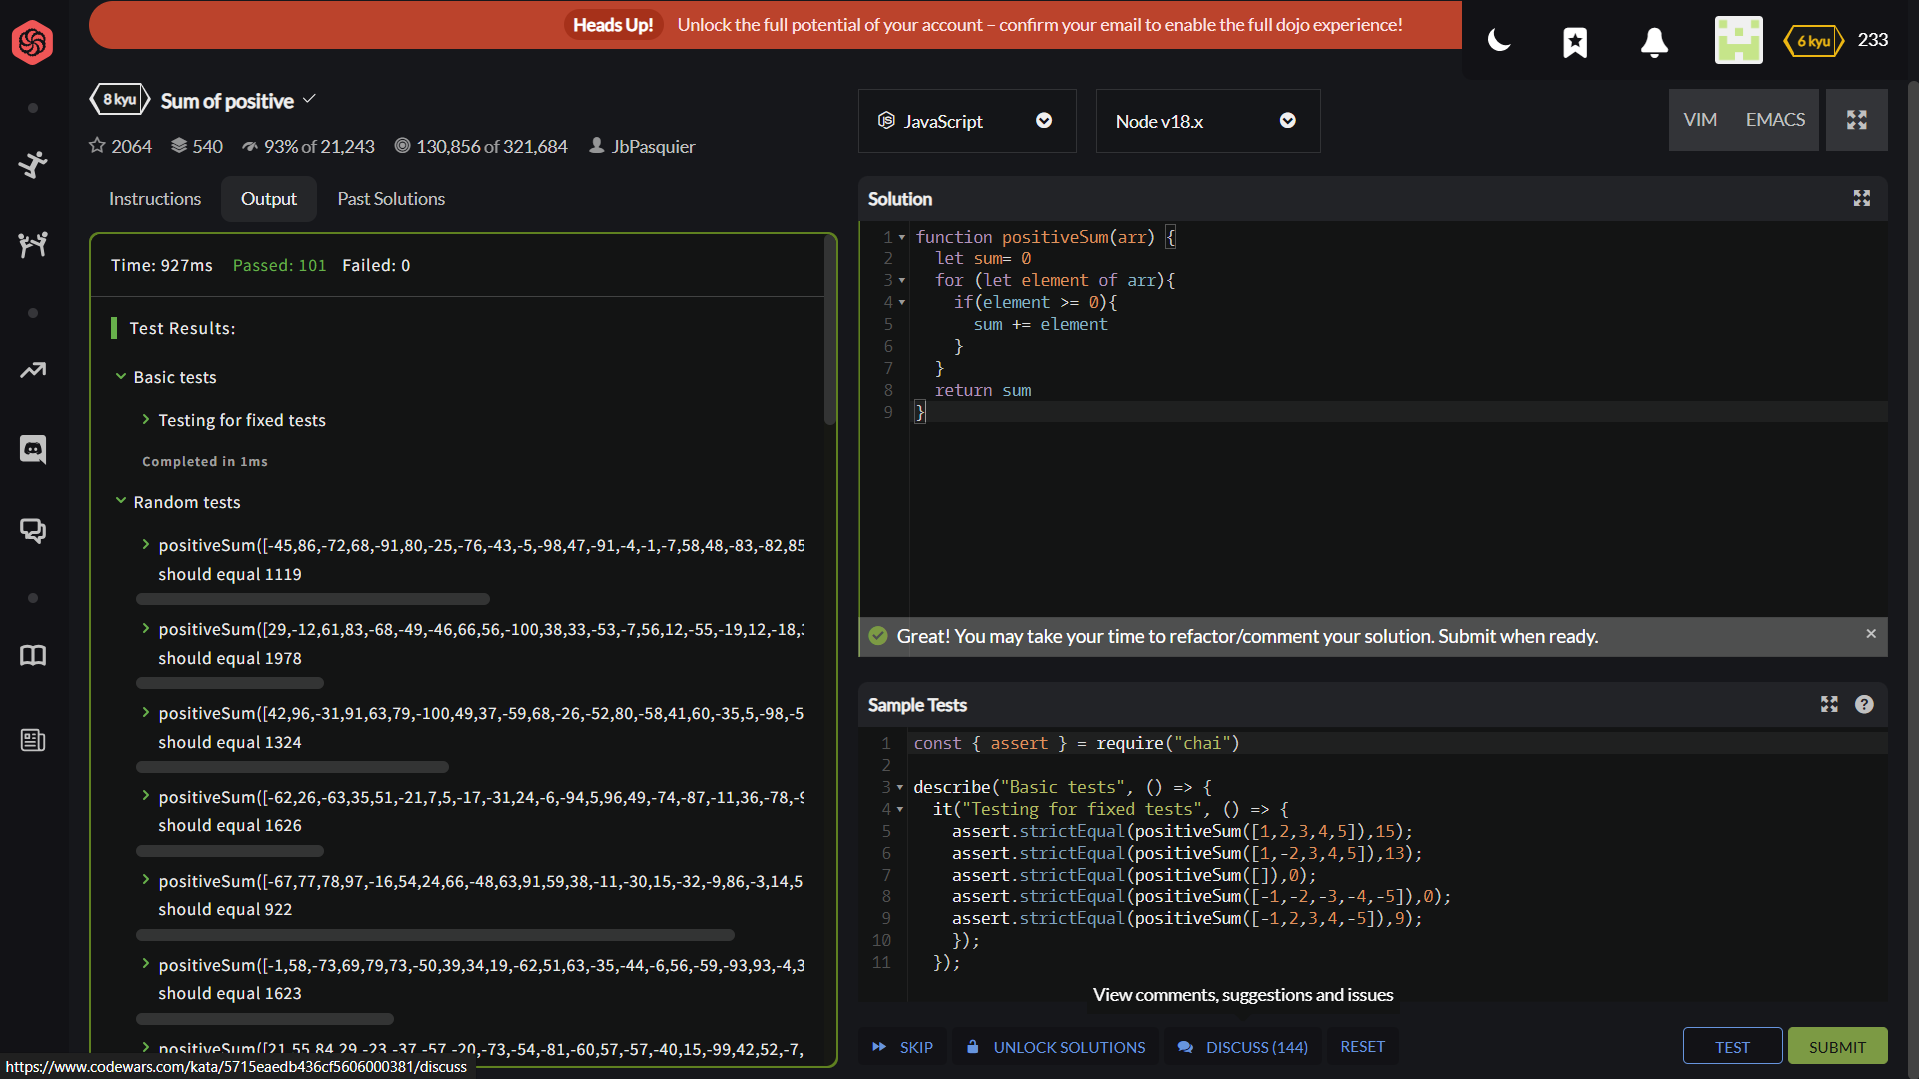 Heads Up! Unlock the full potential of your account – confirm your email to enable the full dojo experience!
6 kyu 233
8 kyu Sum of positive
2064 540 93% of 21,243 130,856 of 321,684 JbPasquier
JavaScript
Node v18.x
VIM EMACS
Instructions Output Past Solutions
Time: 927ms Passed: 101 Failed: 0
Test Results:
Basic tests
Testing for fixed tests
Completed in 1ms
Random tests
positiveSum([-45,86,-72,68,-91,80,-25,-76,-43,-5,-98,47,-91,-4,-1,-7,58,48,-83,-82,85
should equal 1119
positiveSum([29,-12,61,83,-68,-49,-46,66,56,-100,38,33,-53,-7,56,12,-55,-19,12,-18,
should equal 1978
positiveSum([42,96,-31,91,63,79,-100,49,37,-59,68,-26,-52,80,-58,41,60,-35,5,-98,-5
should equal 1324
positiveSum([-62,26,-63,35,51,-21,7,5,-17,-31,24,-6,-94,5,96,49,-74,-87,-11,36,-78,-9
should equal 1626
positiveSum([-67,77,78,97,-16,54,24,66,-48,63,91,59,38,-11,-30,15,-32,-9,86,-3,14,5
should equal 922
positiveSum([-1,58,-73,69,79,73,-50,39,34,19,-62,51,63,-35,-44,-6,56,-59,-93,93,-4,3
should equal 1623
positiveSum([21,55,84,29,-23,-37,-57,-20,-73,-54,-81,-60,57,-57,-40,15,-99,42,52,-7,
https://www.codewars.com/kata/5715eaedb436cf5606000381/discuss
Solution
1 function positiveSum(arr) {
2 let sum= 0
3 for (let element of arr){
4 if(element >= 0){
5 sum += element
6 }
7 }
8 return sum
9 }
Great! You may take your time to refactor/comment your solution. Submit when ready.
Sample Tests
1 const { assert } = require("chai")
2
3 describe("Basic tests", () => {
4 it("Testing for fixed tests", () => {
5 assert.strictEqual(positiveSum([1,2,3,4,5]),15);
6 assert.strictEqual(positiveSum([1,-2,3,4,5]),13);
7 assert.strictEqual(positiveSum([]),0);
8 assert.strictEqual(positiveSum([-1,-2,-3,-4,-5]),0);
9 assert.strictEqual(positiveSum([-1,2,3,4,-5]),9);
10 });
11 });
View comments, suggestions and issues
SKIP UNLOCK SOLUTIONS DISCUSS (144) RESET TEST SUBMIT